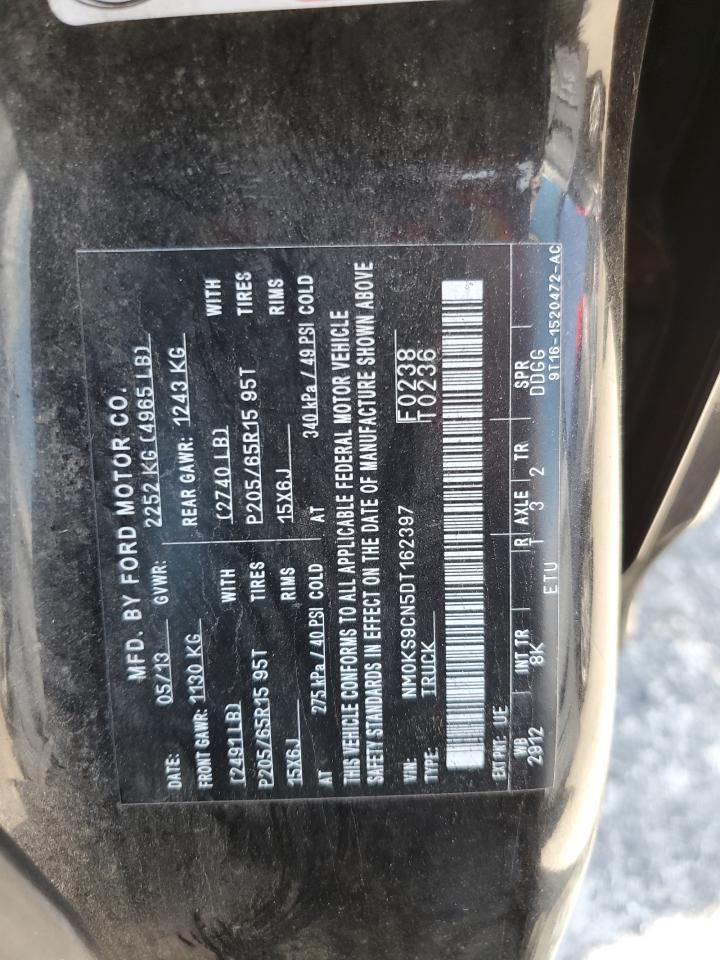 MFD. BY FORD MOTOR CO.
DATE: 05/13 GVWR: 2252 KG (4965 LB)
FRONT GAWR: 1130 KG REAR GAWR: 1243 KG
(2491 LB) WITH (2740 LB) WITH
P205/65R15 95T TIRES P205/65R15 95T TIRES
15X6J RIMS 15X6J RIMS
AT 275 kPa / 40 PSI COLD AT 340 kPa / 49 PSI COLD
THIS VEHICLE CONFORMS TO ALL APPLICABLE FEDERAL MOTOR VEHICLE
SAFETY STANDARDS IN EFFECT ON THE DATE OF MANUFACTURE SHOWN ABOVE
VIN: NM0KS9CN5DT162397 F0238
TYPE: TRUCK T0236
EXT PNT: UE
WB INT TR R AXLE TR SPR
2912 8K T 3 2 DDGG
ETU 9T16-1520472-AC